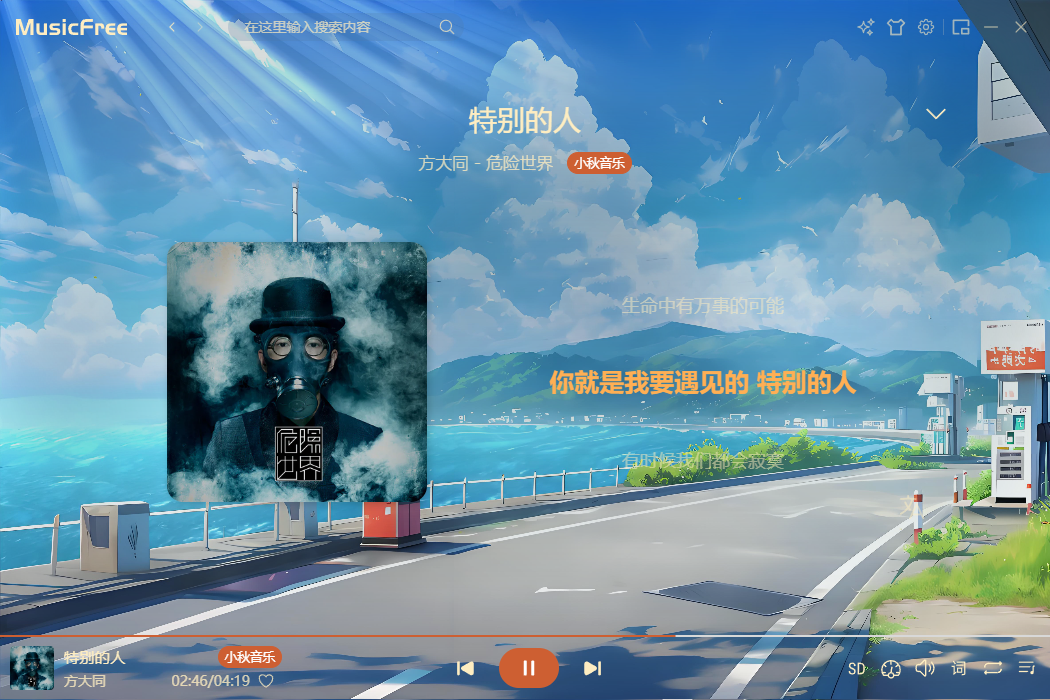 MusicFree
在这里输入搜索内容
特别的人
方大同 - 危险世界 小秋音乐
生命中有万事的可能
你就是我要遇见的 特别的人
有时候我们都会寂寞
危险
世界
特别的人 小秋音乐
方大同 02:46/04:19
SD 词